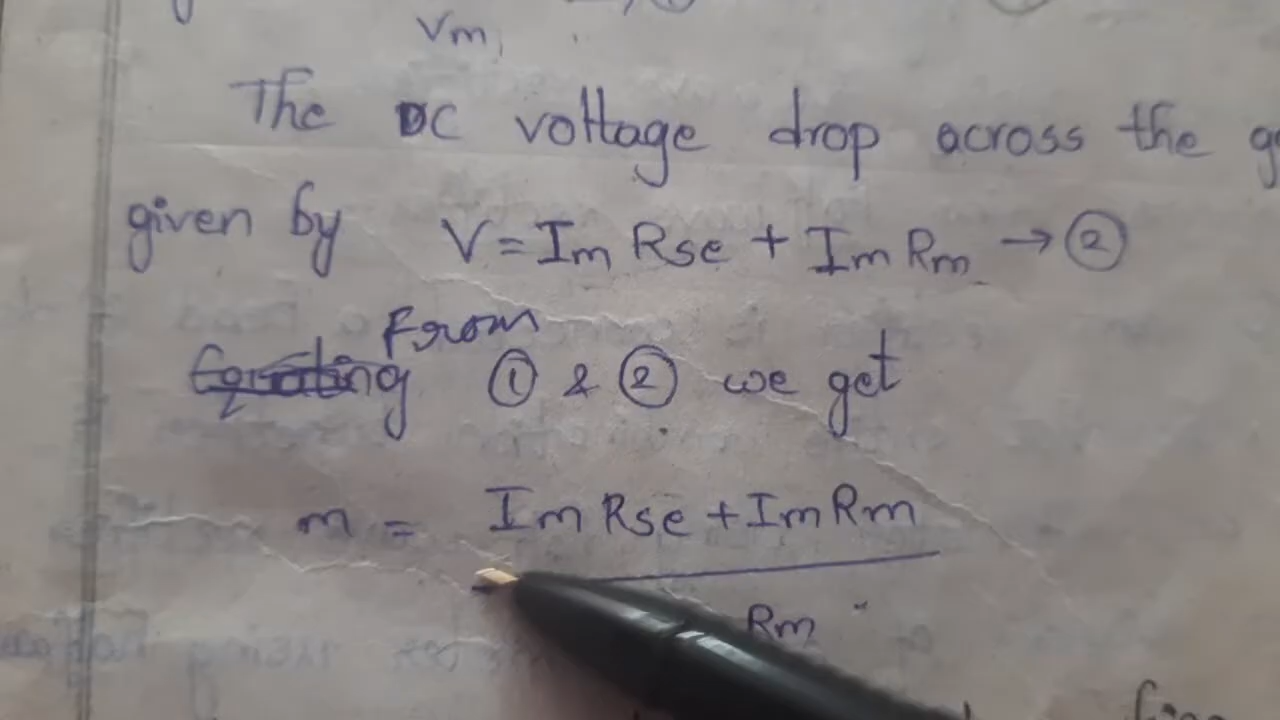 Vm
The DC voltage drop across the
given by V = Im Rse + Im Rm → ②
From
① & ② we get
m = Im Rse + Im Rm
Rm